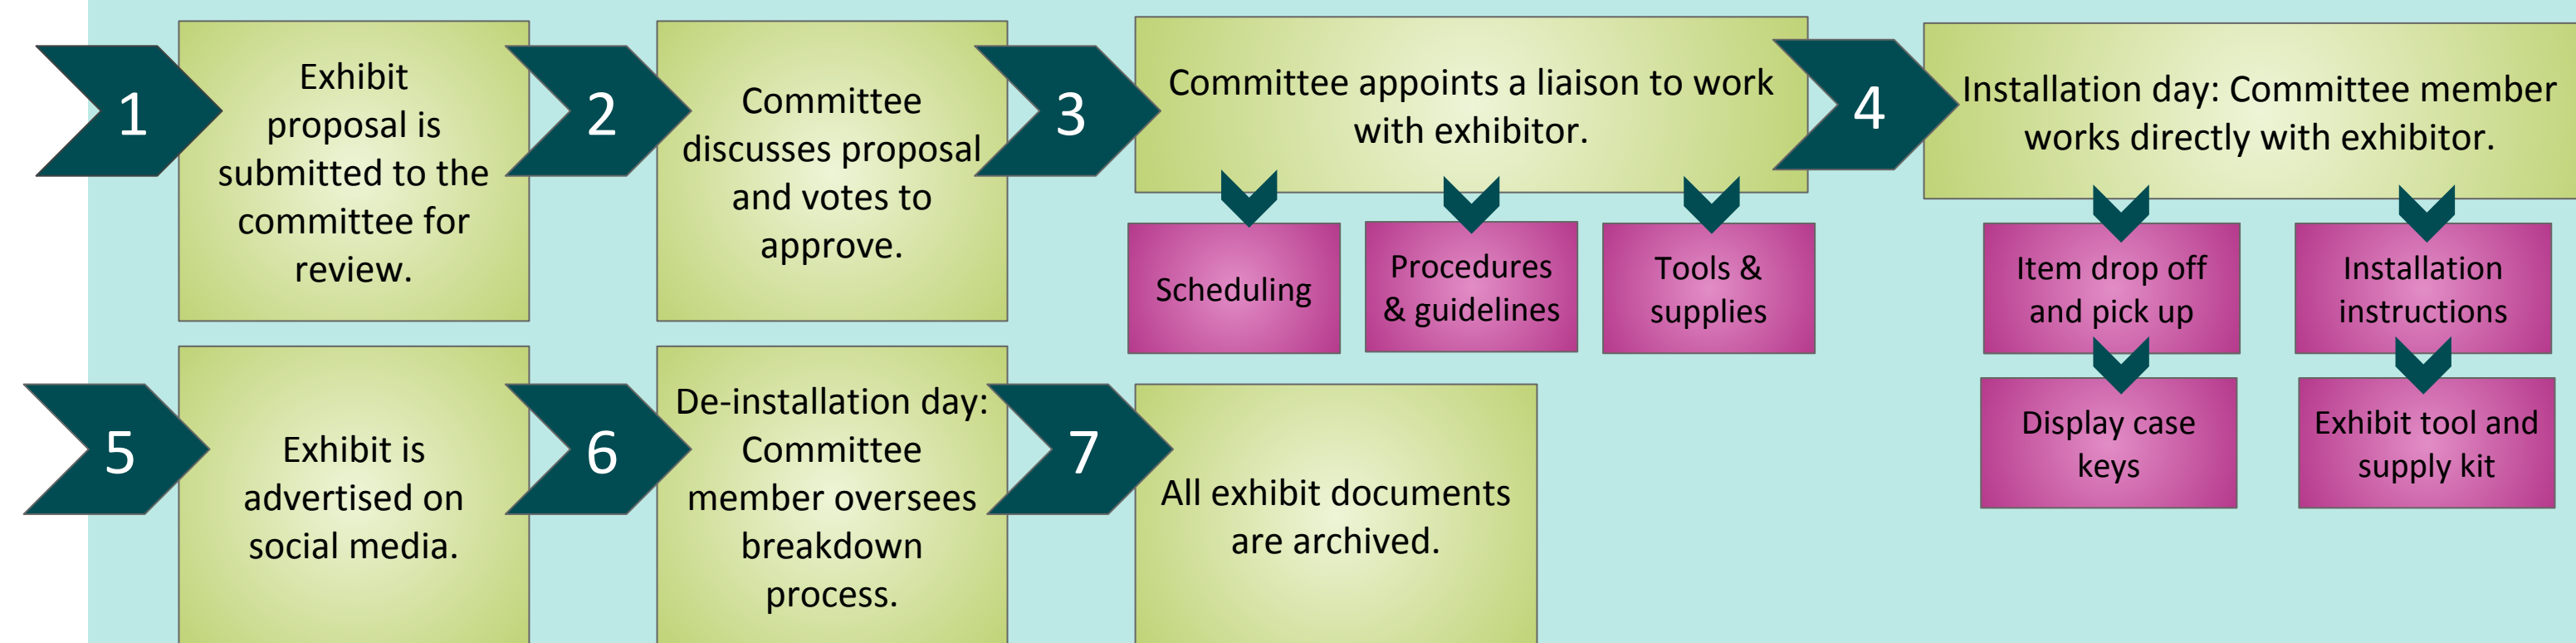 1
Exhibit
proposal is
submitted to the
committee for
review.
2
Committee
discusses proposal
and votes to
approve.
3
Committee appoints a liaison to work
with exhibitor.
Scheduling
Procedures
& guidelines
Tools &
supplies
4
Installation day: Committee member
works directly with exhibitor.
Item drop off
and pick up
Display case
keys
Installation
instructions
Exhibit tool and
supply kit
5
Exhibit is
advertised on
social media.
6
De-installation day:
Committee
member oversees
breakdown
process.
7
All exhibit documents
are archived.